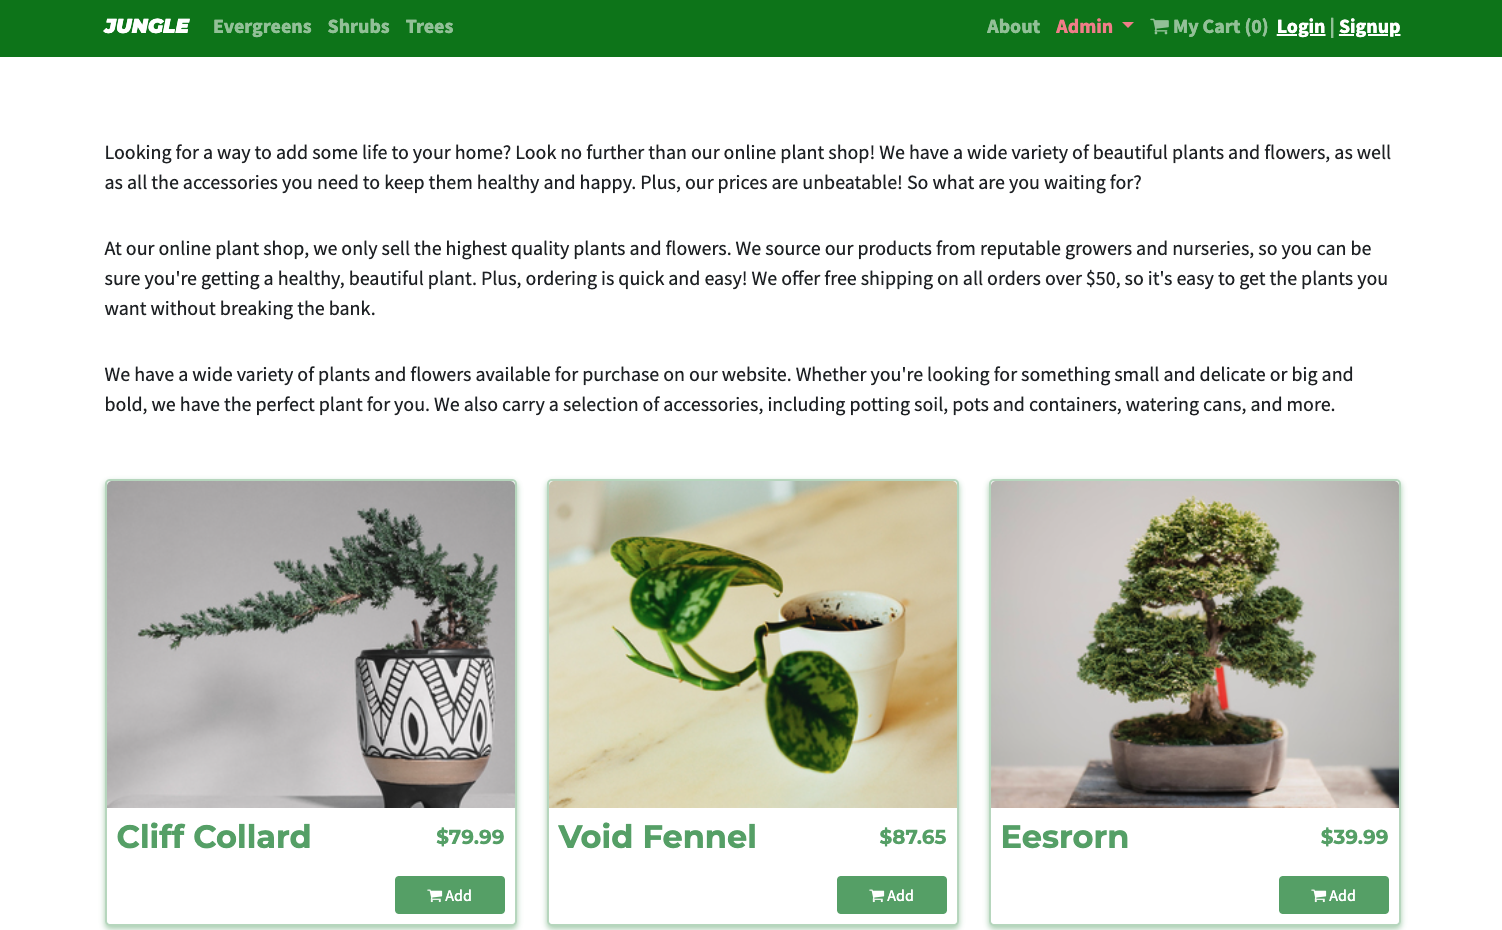 JUNGLE Evergreens Shrubs Trees About Admin My Cart (0) Login | Signup
Looking for a way to add some life to your home? Look no further than our online plant shop! We have a wide variety of beautiful plants and flowers, as well
as all the accessories you need to keep them healthy and happy. Plus, our prices are unbeatable! So what are you waiting for?
At our online plant shop, we only sell the highest quality plants and flowers. We source our products from reputable growers and nurseries, so you can be
sure you're getting a healthy, beautiful plant. Plus, ordering is quick and easy! We offer free shipping on all orders over $50, so it's easy to get the plants you
want without breaking the bank.
We have a wide variety of plants and flowers available for purchase on our website. Whether you're looking for something small and delicate or big and
bold, we have the perfect plant for you. We also carry a selection of accessories, including potting soil, pots and containers, watering cans, and more.
Cliff Collard $79.99
Add
Void Fennel $87.65
Add
Eesrorn $39.99
Add